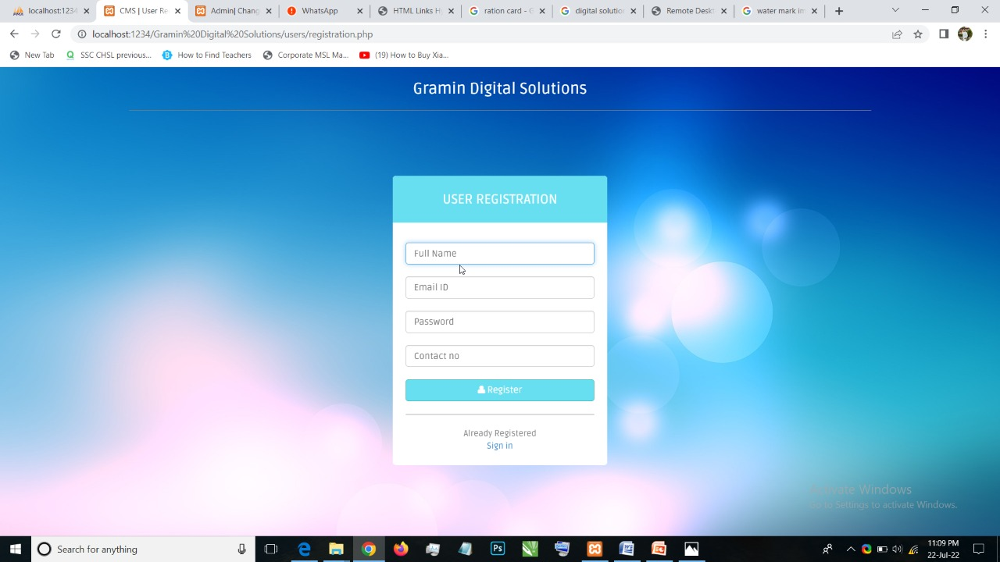 localhost:1234
CMS | User Re
Admin| Chang
WhatsApp
HTML Links H
ration card - G
digital solution
Remote Deskt
water mark im
localhost:1234/Gramin%20Digital%20Solutions/users/registration.php
New Tab
SSC CHSL previous...
How to Find Teachers
Corporate MSL Ma...
(19) How to Buy Xia...
Gramin Digital Solutions
USER REGISTRATION
Full Name
Email ID
Password
Contact no
Register
Already Registered
Sign in
Activate Windows
Go to Settings to activate Windows.
Search for anything
Ps
11:09 PM
22-Jul-22